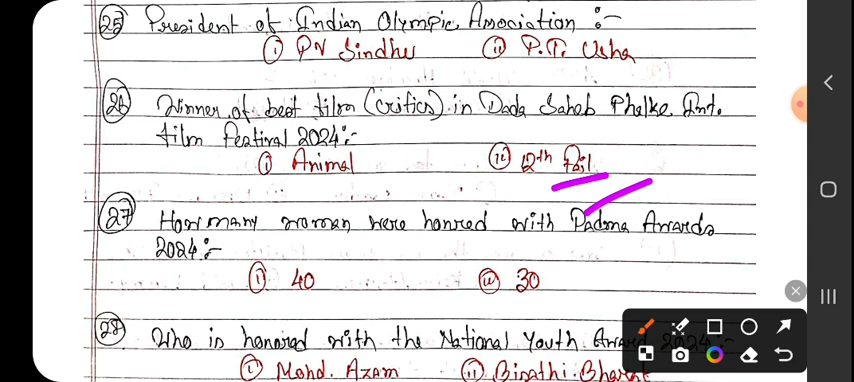 25 President of Indian Olympic Association :-
i PV Sindhu ii P.T. Usha
26 Winner of best film (critics) in Dada Saheb Phalke Int.
film Festival 2024:-
i Animal ii 12th Fail
27 How many woman were honred with Padma Awards
2024:-
i 40 ii 30
28 Who is honored with the National Youth Award 2024:-
i Mohd. Azam ii